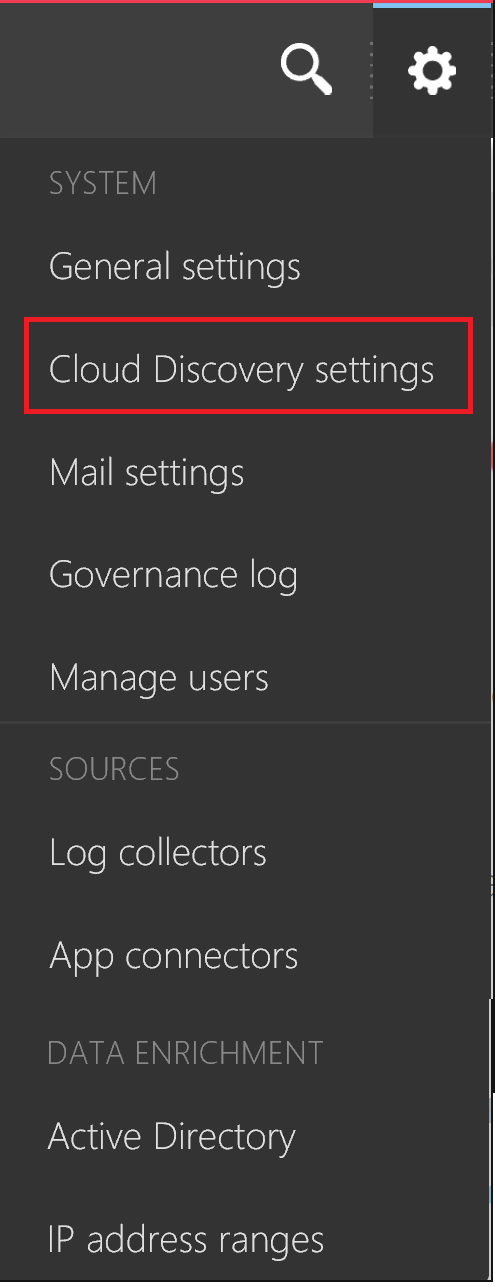 SYSTEM
General settings
Cloud Discovery settings
Mail settings
Governance log
Manage users
SOURCES
Log collectors
App connectors
DATA ENRICHMENT
Active Directory
IP address ranges